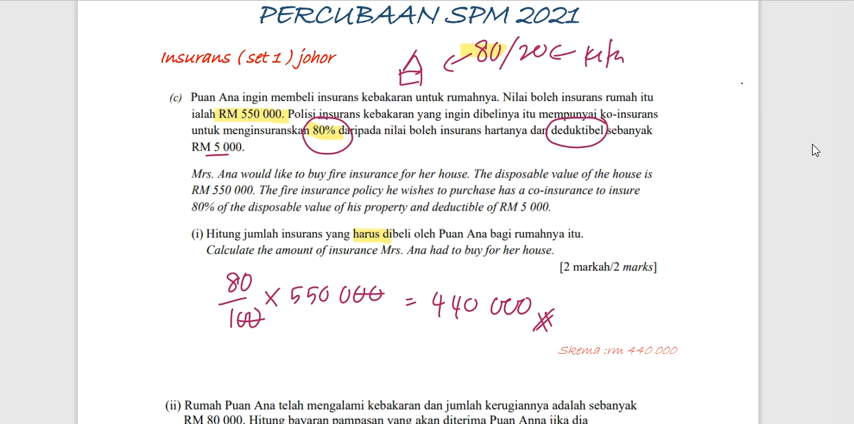 PERCUBAAN SPM 2021
Insurans (set 1) johor
80/20
(c) Puan Ana ingin membeli insurans kebakaran untuk rumahnya. Nilai boleh insurans rumah itu
ialah RM 550 000. Polisi insurans kebakaran yang ingin dibelinya itu mempunyai ko-insurans
untuk menginsuranskan 80% daripada nilai boleh insurans hartanya dan deduktibel sebanyak
RM 5 000.
Mrs. Ana would like to buy fire insurance for her house. The disposable value of the house is
RM 550 000. The fire insurance policy he wishes to purchase has a co-insurance to insure
80% of the disposable value of his property and deductible of RM 5 000.
(i) Hitung jumlah insurans yang harus dibeli oleh Puan Ana bagi rumahnya itu.
Calculate the amount of insurance Mrs. Ana had to buy for her house.
[2 markah/2 marks]
80/100 × 550 000 = 440 000
Skema :rm 440 000
(ii) Rumah Puan Ana telah mengalami kebakaran dan jumlah kerugiannya adalah sebanyak
RM 80 000. Hitung bayaran pampasan yang akan diterima Puan Anna jika dia